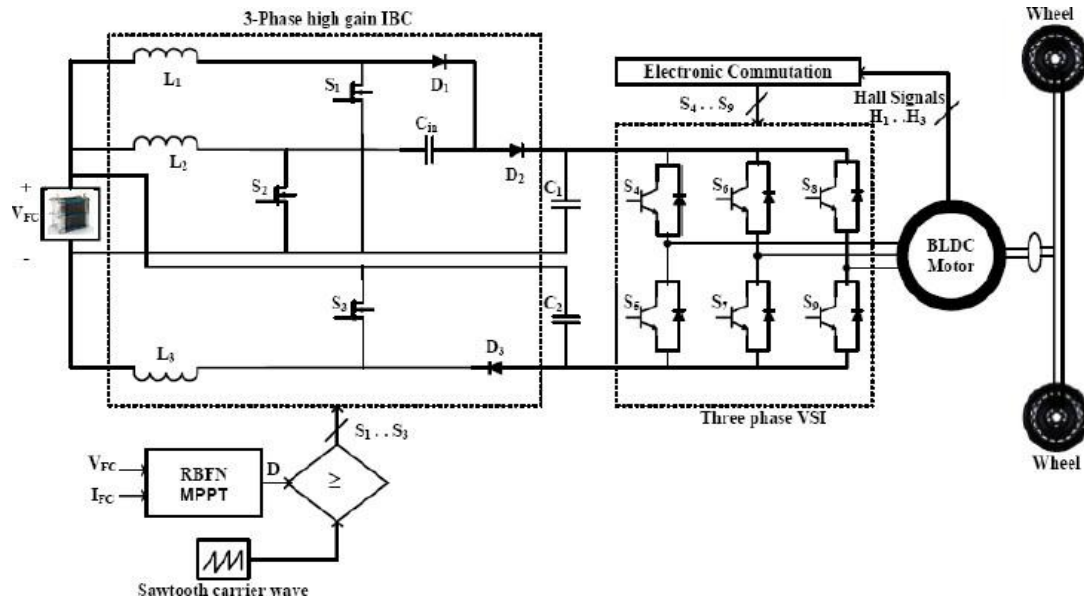 3-Phase high gain IBC
Wheel
L1
S1
D1
Electronic Commutation
Hall Signals
H1 . . H3
S4 . . S9
Cin
L2
D2
S2
C1
S4
S6
S8
+
VFC
-
BLDC
Motor
S3
C2
S5
S7
S9
L3
D3
Three phase VSI
S1 . . S3
Wheel
VFC
IFC
RBFN
MPPT
D
≥
Sawtooth carrier wave